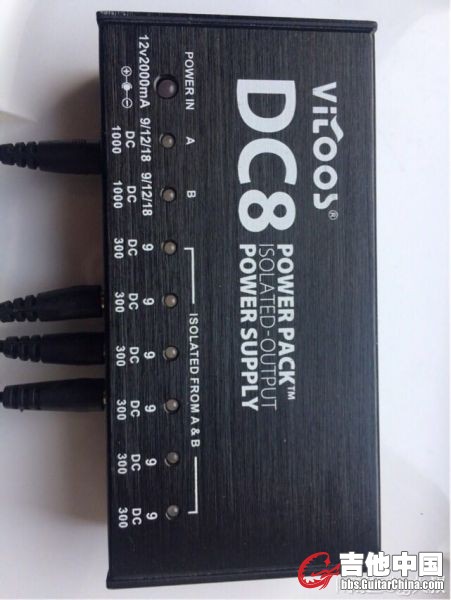 ViTOOS®
DC8
POWER PACK™
ISOLATED-OUTPUT
POWER SUPPLY
POWER IN
A
B
ISOLATED FROM A & B
12v2000mA
9/12/18
DC
1000
9/12/18
DC
1000
9
DC
300
9
DC
300
9
DC
300
9
DC
300
9
DC
300
9
DC
300
吉他中国
bbs.GuitarChina.com